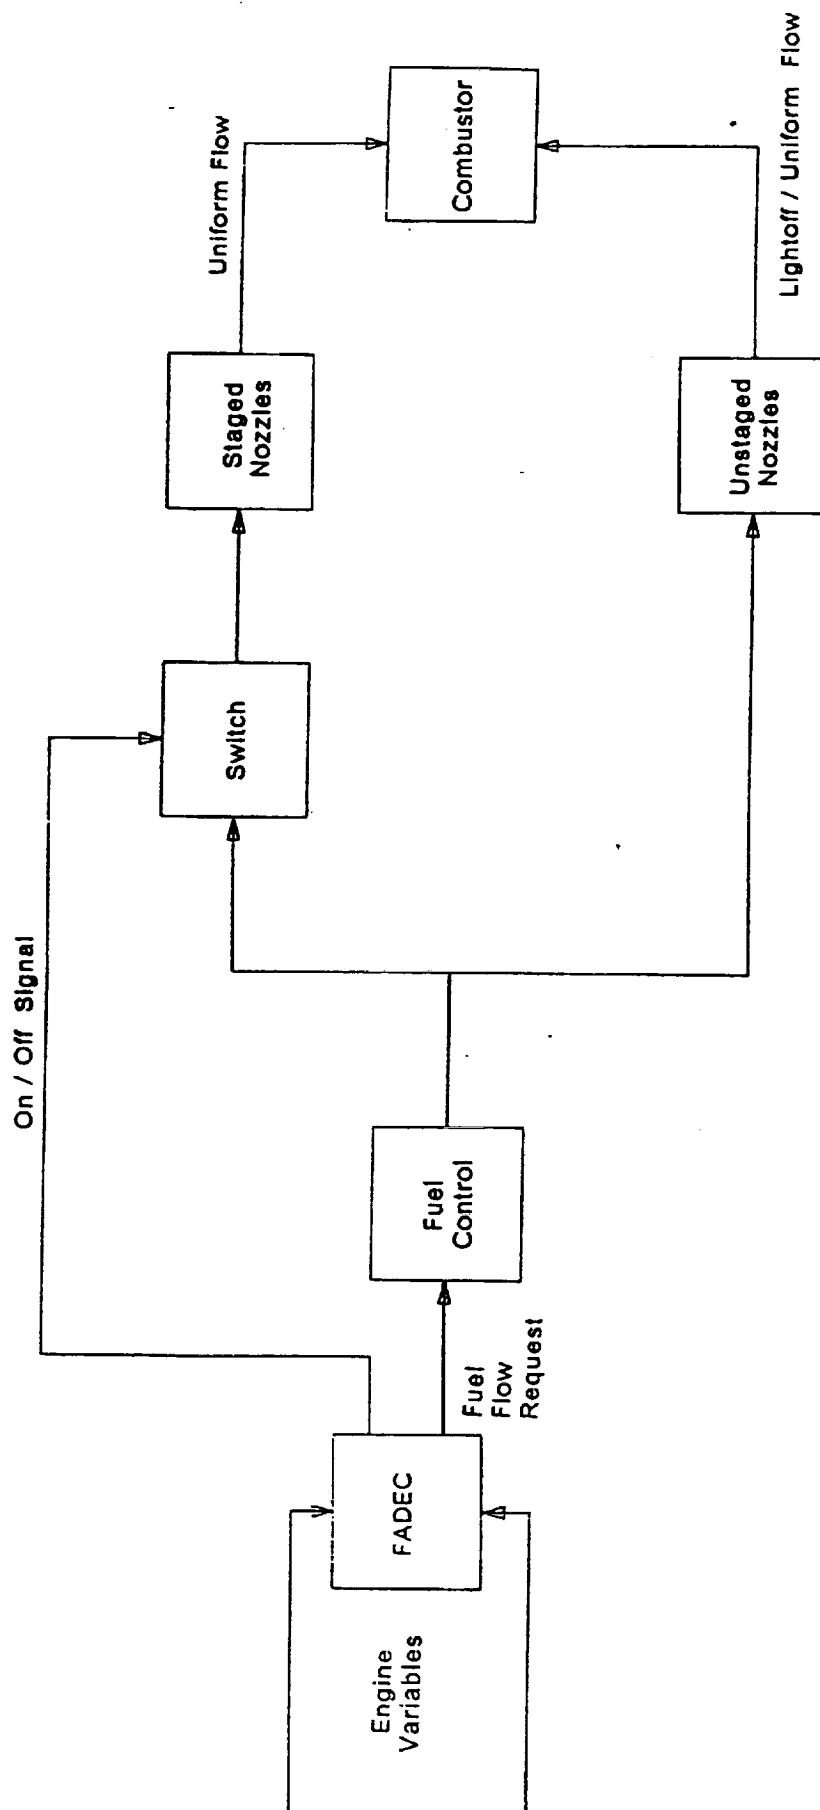 Engine
Variables
FADEC
On / Off Signal
Fuel
Flow
Request
Fuel
Control
Switch
Staged
Nozzles
Uniform Flow
Unstaged
Nozzles
Lightoff / Uniform Flow
Combustor